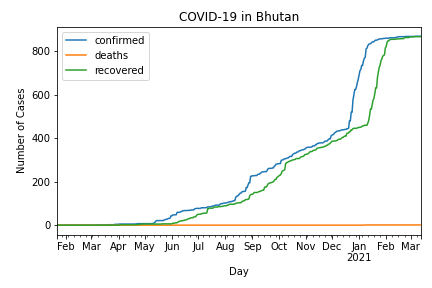 COVID-19 in Bhutan
confirmed
deaths
recovered
800
600
400
200
0
Number of Cases
Feb Mar Apr May Jun Jul Aug Sep Oct Nov Dec Jan Feb Mar
2021
Day